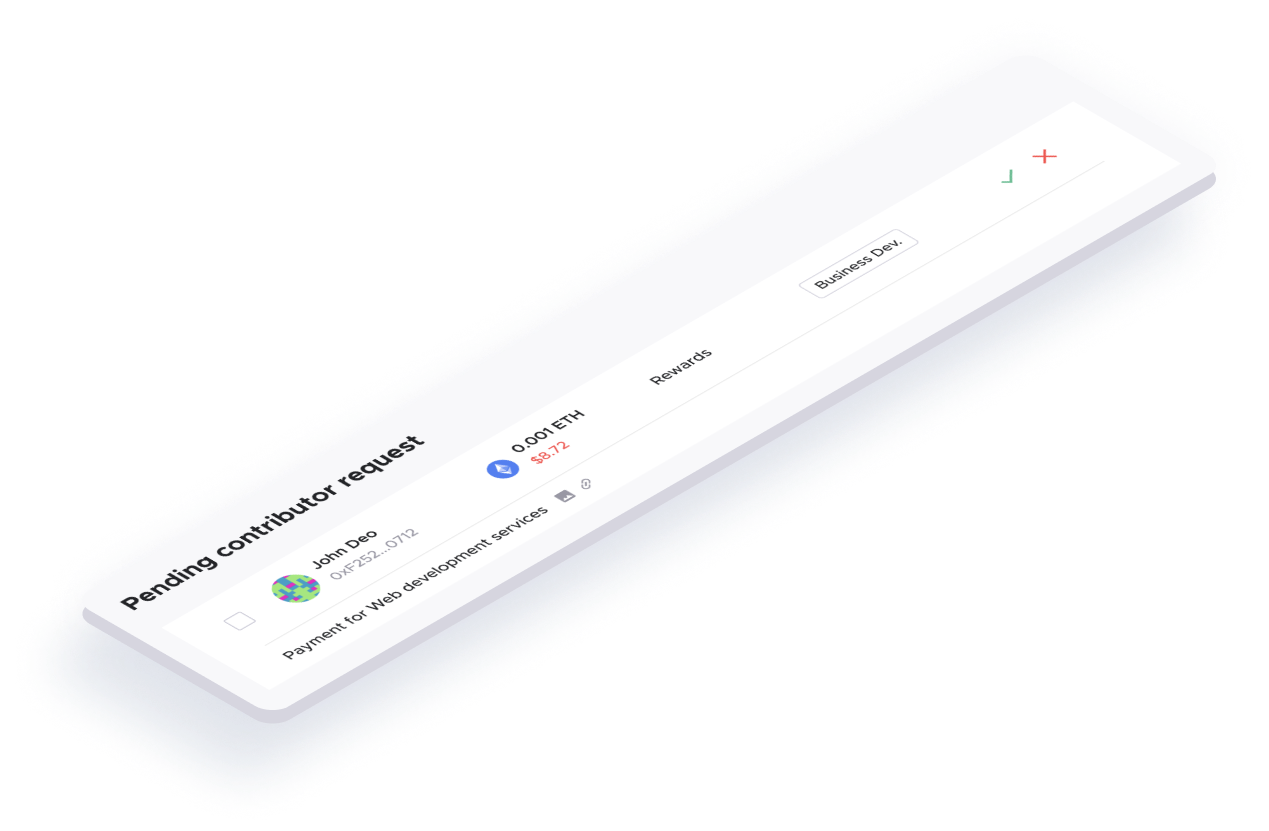 Pending contributor request
John Deo
0xF252...0712
0.001 ETH
$8.72
Rewards
Business Dev.
Payment for Web development services